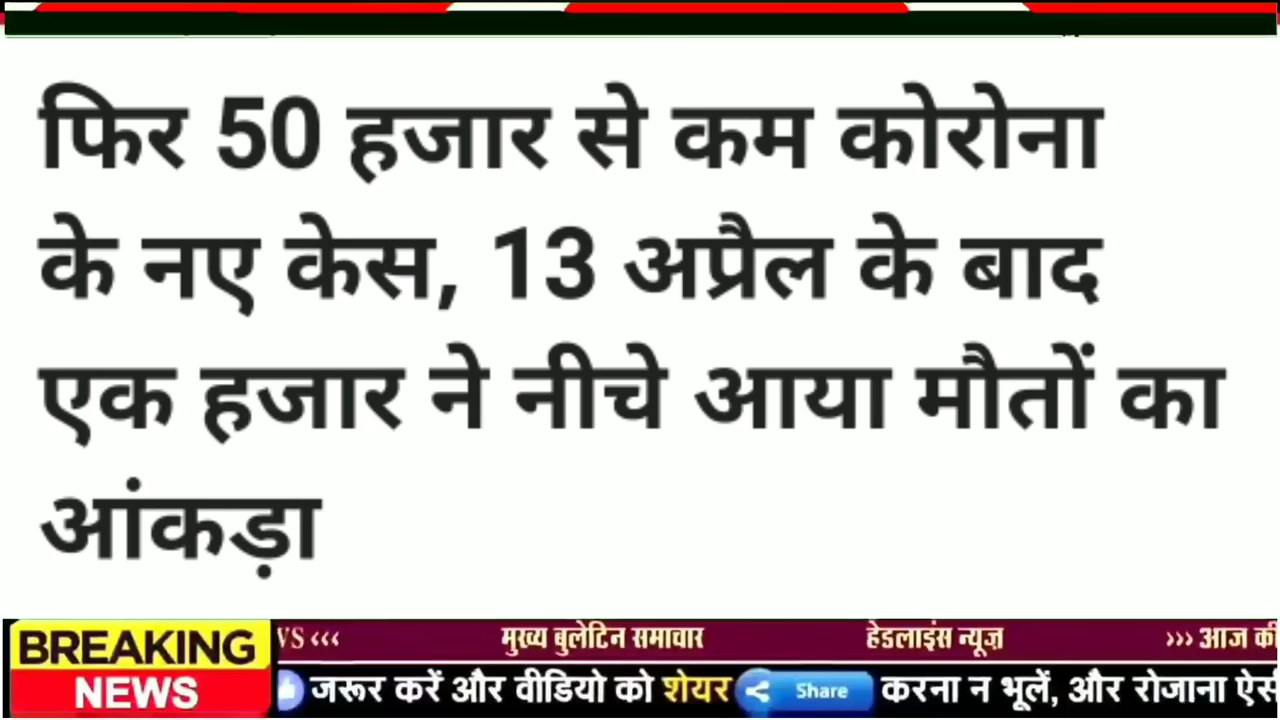 फिर 50 हजार से कम कोरोना
के नए केस, 13 अप्रैल के बाद
एक हजार ने नीचे आया मौतों का
आंकड़ा
BREAKING
NEWS
VS ‹‹‹ मुख्य बुलेटिन समाचार हेडलाइंस न्यूज़ ››› आज की
जरूर करें और वीडियो को शेयर Share करना न भूलें, और रोजाना ऐसे